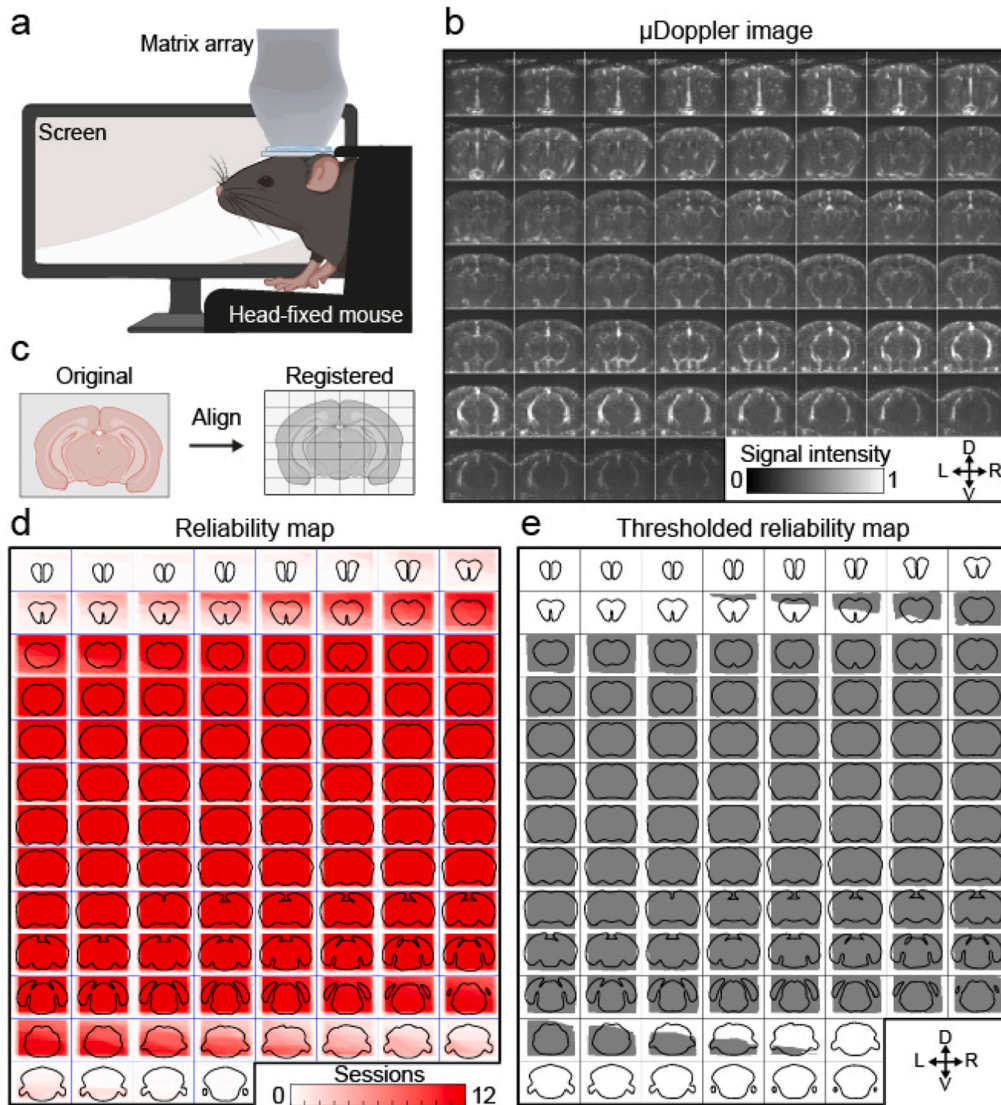 a
Matrix array
Screen
Head-fixed mouse
b
µDoppler image
Signal intensity
0
1
D
L
R
V
c
Original
Align
Registered
d
Reliability map
Sessions
0
12
e
Thresholded reliability map
D
L
R
V